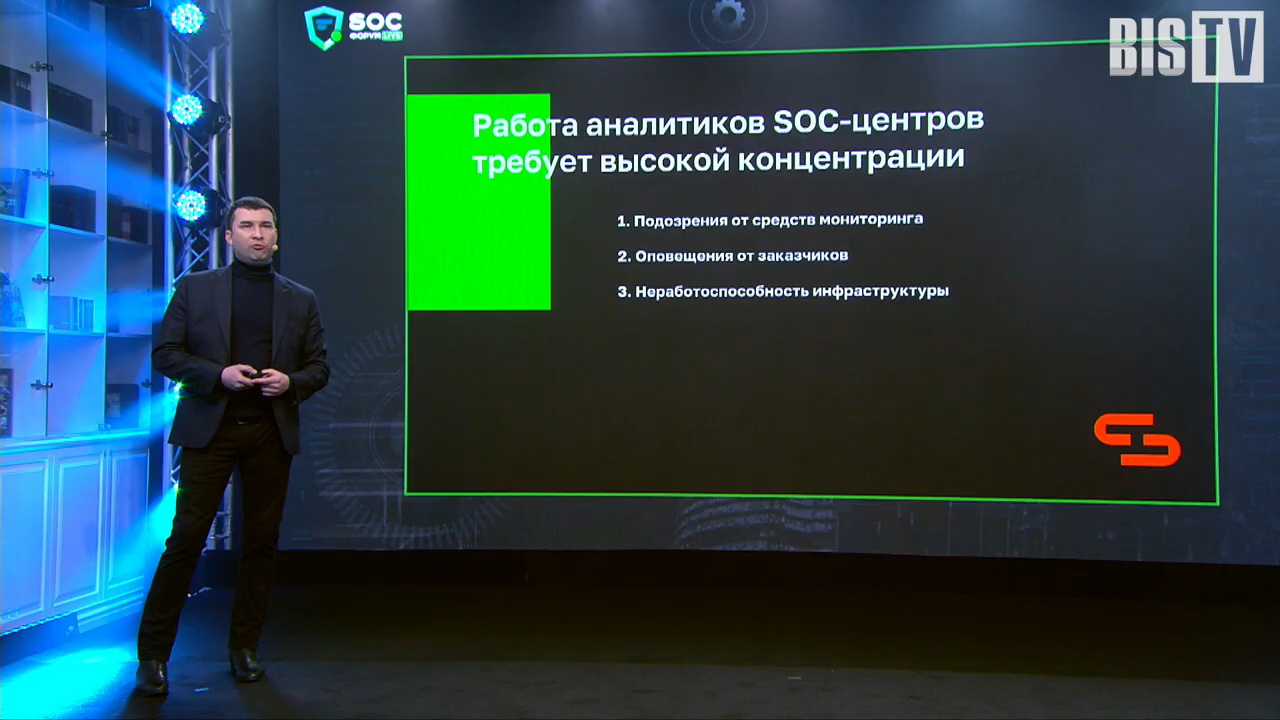 SOC
ФОРУМ LIVE
BIS TV
Работа аналитиков SOC-центров
требует высокой концентрации
1. Подозрения от средств мониторинга
2. Оповещения от заказчиков
3. Неработоспособность инфраструктуры